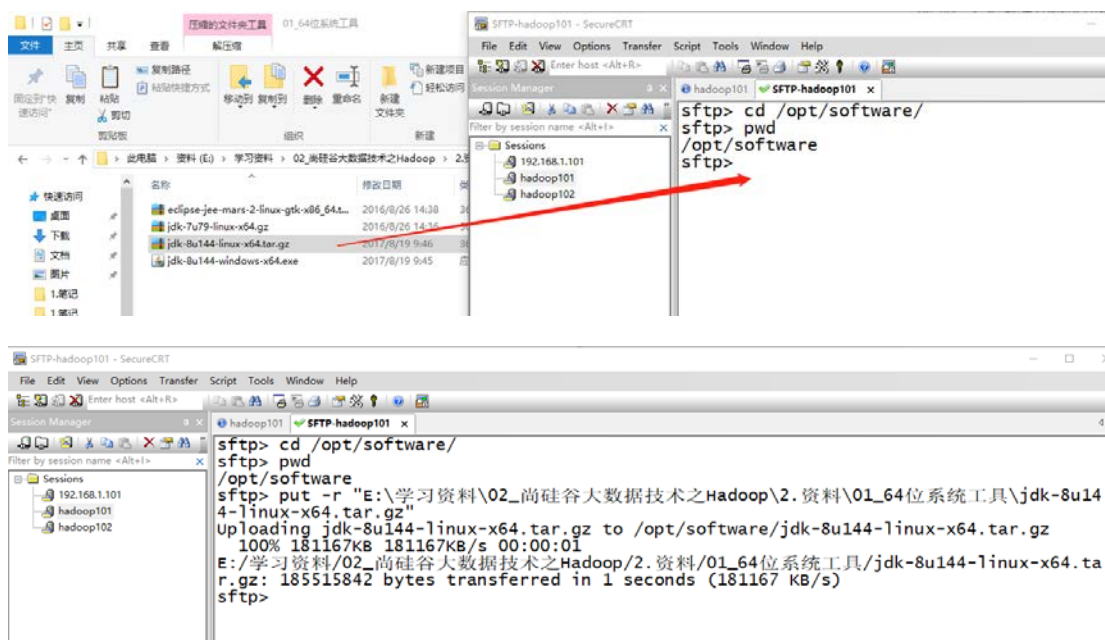 压缩的文件夹工具 01_64位系统工具
文件 主页 共享 查看 解压缩
固定到"快速访问"
复制
粘贴
复制路径
粘贴快捷方式
剪切
剪贴板
移动到 复制到 删除 重命名
组织
新建文件夹
新建项目
轻松访问
新建
此电脑 › 资料 (E:) › 学习资料 › 02_尚硅谷大数据技术之Hadoop ›
名称 修改日期
快速访问
桌面
下载
文档
图片
1.笔记
1.笔记
eclipse-jee-mars-2-linux-gtk-x86_64.t... 2016/8/26 14:38
jdk-7u79-linux-x64.gz 2016/8/26 14:36
jdk-8u144-linux-x64.tar.gz 2017/8/19 9:46
jdk-8u144-windows-x64.exe 2017/8/19 9:45
SFTP-hadoop101 - SecureCRT
File Edit View Options Transfer Script Tools Window Help
Enter host <Alt+R>
Session Manager
hadoop101 SFTP-hadoop101 x
Filter by session name <Alt+I> x
Sessions
192.168.1.101
hadoop101
hadoop102
sftp> cd /opt/software/
sftp> pwd
/opt/software
sftp>
SFTP-hadoop101 - SecureCRT
File Edit View Options Transfer Script Tools Window Help
Enter host <Alt+R>
Session Manager
hadoop101 SFTP-hadoop101 x
Filter by session name <Alt+I> x
Sessions
192.168.1.101
hadoop101
hadoop102
sftp> cd /opt/software/
sftp> pwd
/opt/software
sftp> put -r "E:\学习资料\02_尚硅谷大数据技术之Hadoop\2.资料\01_64位系统工具\jdk-8u14
4-linux-x64.tar.gz"
Uploading jdk-8u144-linux-x64.tar.gz to /opt/software/jdk-8u144-linux-x64.tar.gz
100% 181167KB 181167KB/s 00:00:01
E:/学习资料/02_尚硅谷大数据技术之Hadoop/2.资料/01_64位系统工具/jdk-8u144-linux-x64.ta
r.gz: 185515842 bytes transferred in 1 seconds (181167 KB/s)
sftp>